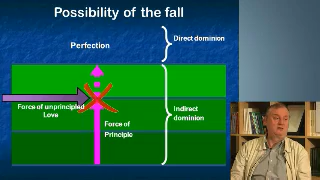 Possibility of the fall
Perfection
Direct dominion
Force of unprincipled
Love
Force of
Principle
Indirect
dominion